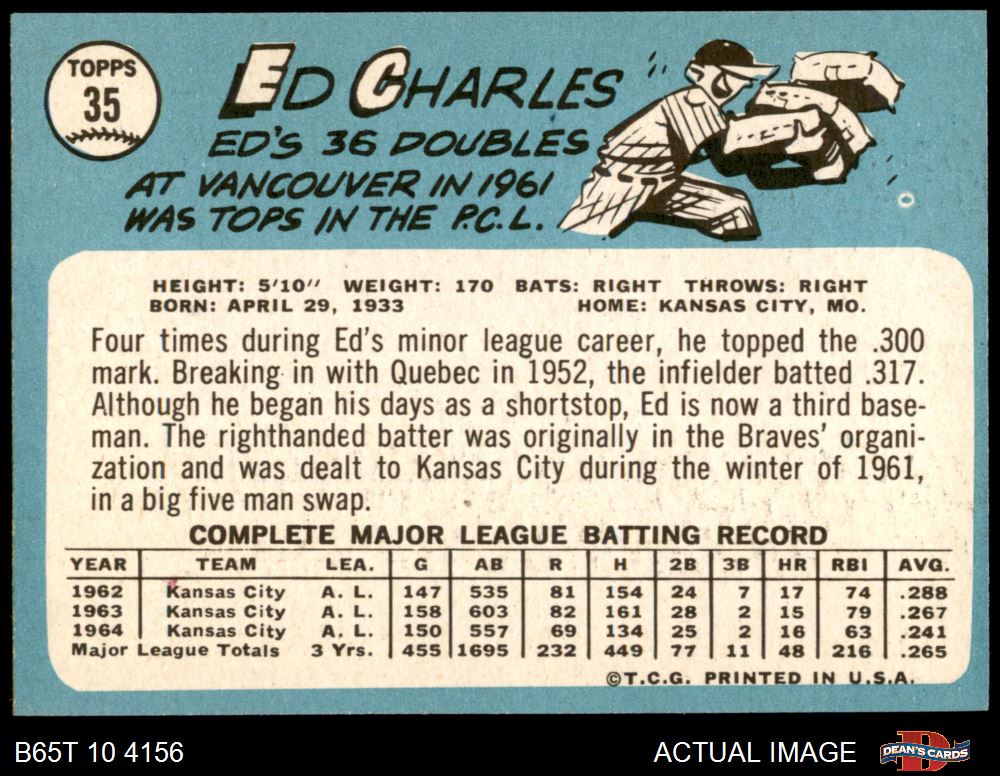 TOPPS
35
ED CHARLES
ED'S 36 DOUBLES
AT VANCOUVER IN 1961
WAS TOPS IN THE P.C.L.
HEIGHT: 5'10" WEIGHT: 170 BATS: RIGHT THROWS: RIGHT
BORN: APRIL 29, 1933 HOME: KANSAS CITY, MO.
Four times during Ed's minor league career, he topped the .300
mark. Breaking in with Quebec in 1952, the infielder batted .317.
Although he began his days as a shortstop, Ed is now a third base-
man. The righthanded batter was originally in the Braves' organi-
zation and was dealt to Kansas City during the winter of 1961,
in a big five man swap.
COMPLETE MAJOR LEAGUE BATTING RECORD
YEAR TEAM LEA. G AB R H 2B 3B HR RBI AVG.
1962 Kansas City A. L. 147 535 81 154 24 7 17 74 .288
1963 Kansas City A. L. 158 603 82 161 28 2 15 79 .267
1964 Kansas City A. L. 150 557 69 134 25 2 16 63 .241
Major League Totals 3 Yrs. 455 1695 232 449 77 11 48 216 .265
©T.C.G. PRINTED IN U.S.A.
B65T 10 4156 ACTUAL IMAGE D DEAN'S CARDS